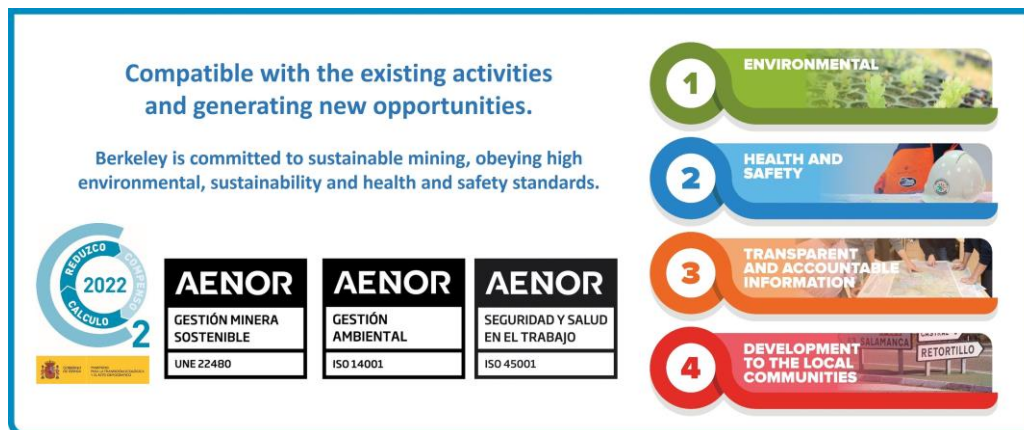 Compatible with the existing activities
and generating new opportunities.
Berkeley is committed to sustainable mining, obeying high
environmental, sustainability and health and safety standards.
REDUZCO
COMPENSO
CALCULO
2022
2
AENOR
GESTIÓN MINERA
SOSTENIBLE
UNE 22480
AENOR
GESTIÓN
AMBIENTAL
ISO 14001
AENOR
SEGURIDAD Y SALUD
EN EL TRABAJO
ISO 45001
1
ENVIRONMENTAL
2
HEALTH AND
SAFETY
3
TRANSPARENT
AND ACCOUNTABLE
INFORMATION
4
DEVELOPMENT
TO THE LOCAL
COMMUNITIES
SALAMANCA
RETORTILLO